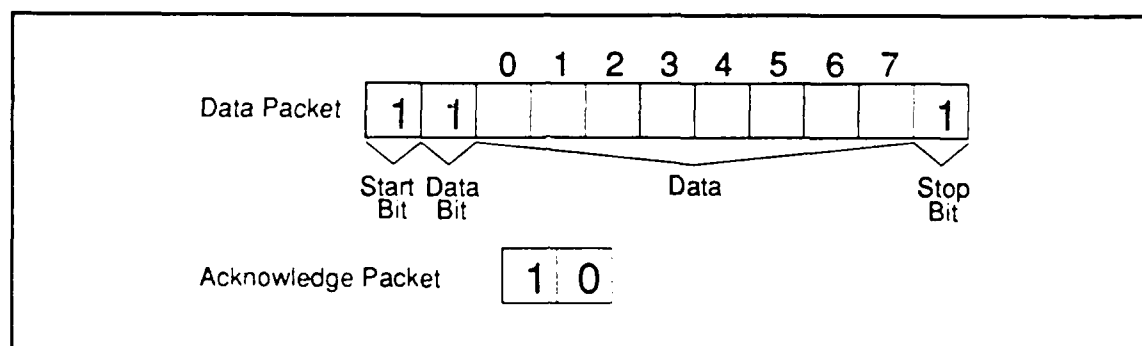 0 1 2 3 4 5 6 7
Data Packet 1 1 1
Start Bit
Data Bit
Data
Stop Bit
Acknowledge Packet 1 0